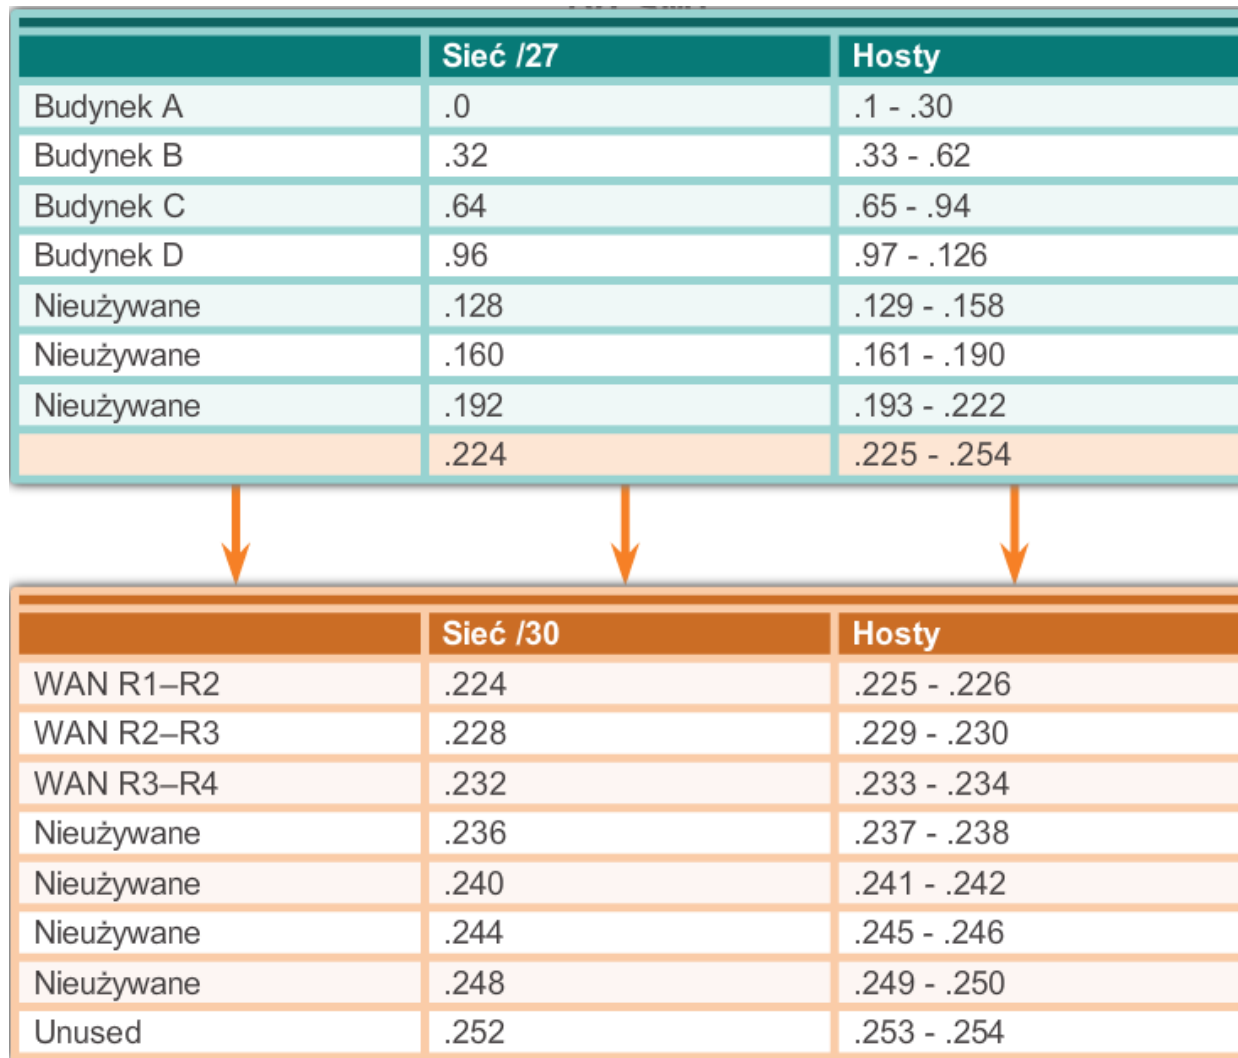 Sieć /27 Hosty
Budynek A .0 .1 - .30
Budynek B .32 .33 - .62
Budynek C .64 .65 - .94
Budynek D .96 .97 - .126
Nieużywane .128 .129 - .158
Nieużywane .160 .161 - .190
Nieużywane .192 .193 - .222
.224 .225 - .254
Sieć /30 Hosty
WAN R1–R2 .224 .225 - .226
WAN R2–R3 .228 .229 - .230
WAN R3–R4 .232 .233 - .234
Nieużywane .236 .237 - .238
Nieużywane .240 .241 - .242
Nieużywane .244 .245 - .246
Nieużywane .248 .249 - .250
Unused .252 .253 - .254